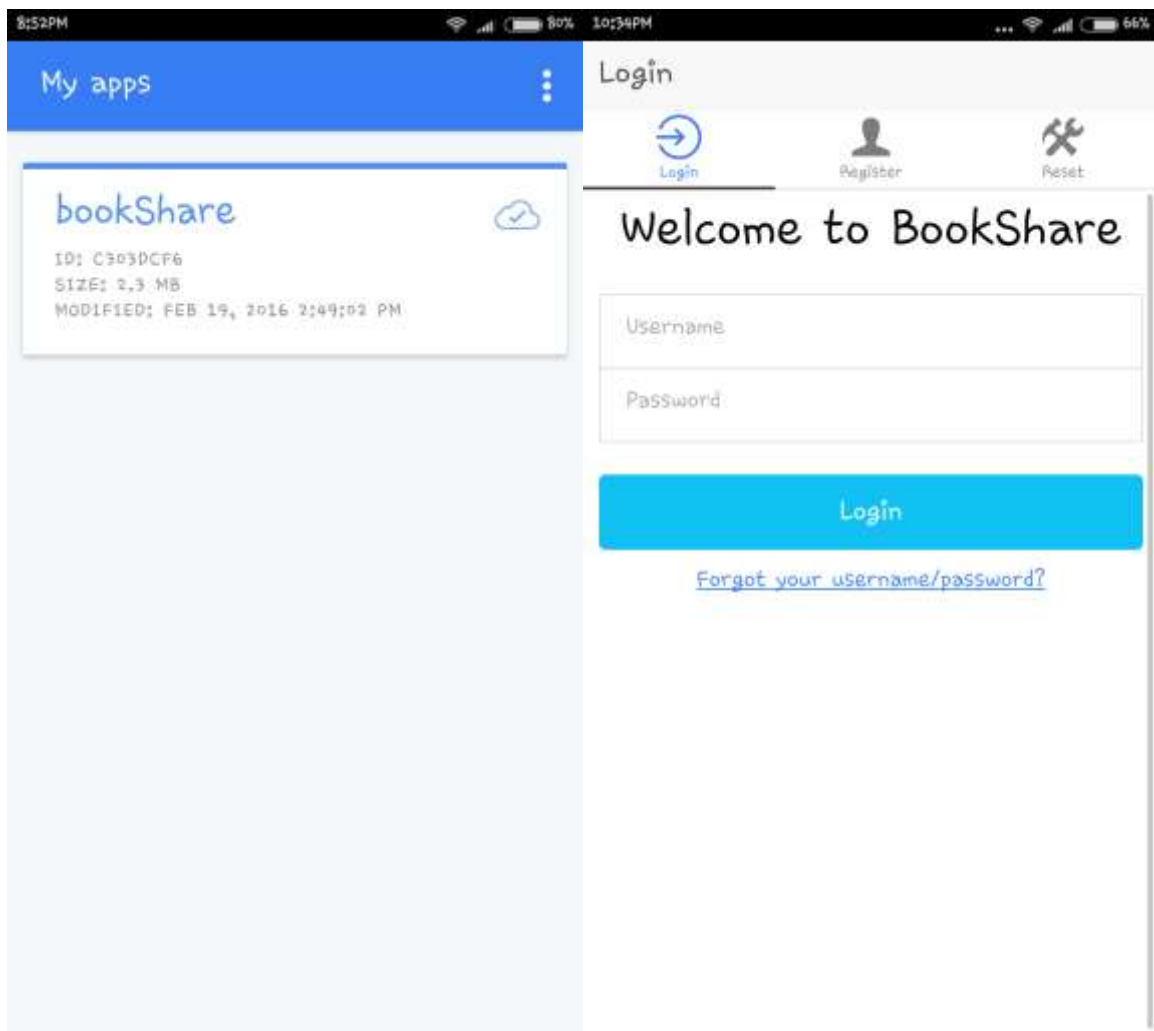 8:52PM
80%
My apps
bookShare
ID: C303DCF6
SIZE: 2.3 MB
MODIFIED: FEB 19, 2016 2:49:02 PM
10:34PM
... 66%
Login
Login Register Reset
Welcome to BookShare
Username
Password
Login
Forgot your username/password?